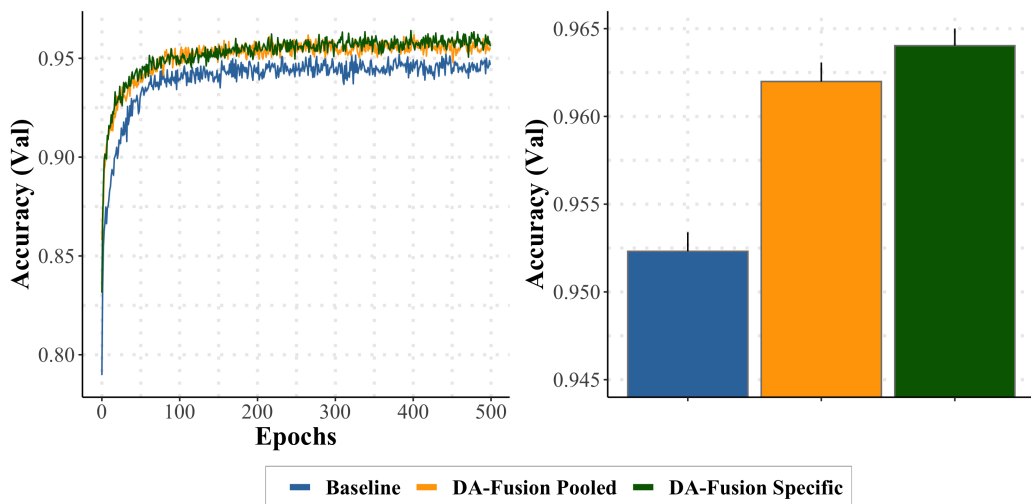 Accuracy (Val)
0.95
0.90
0.85
0.80
0 100 200 300 400 500
Epochs
Accuracy (Val)
0.965
0.960
0.955
0.950
0.945
Baseline DA-Fusion Pooled DA-Fusion Specific